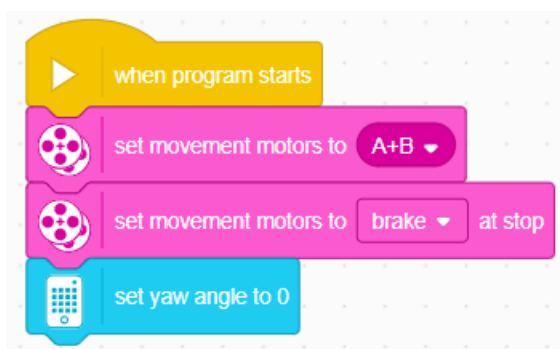 when program starts
set movement motors to A+B
set movement motors to brake at stop
set yaw angle to 0